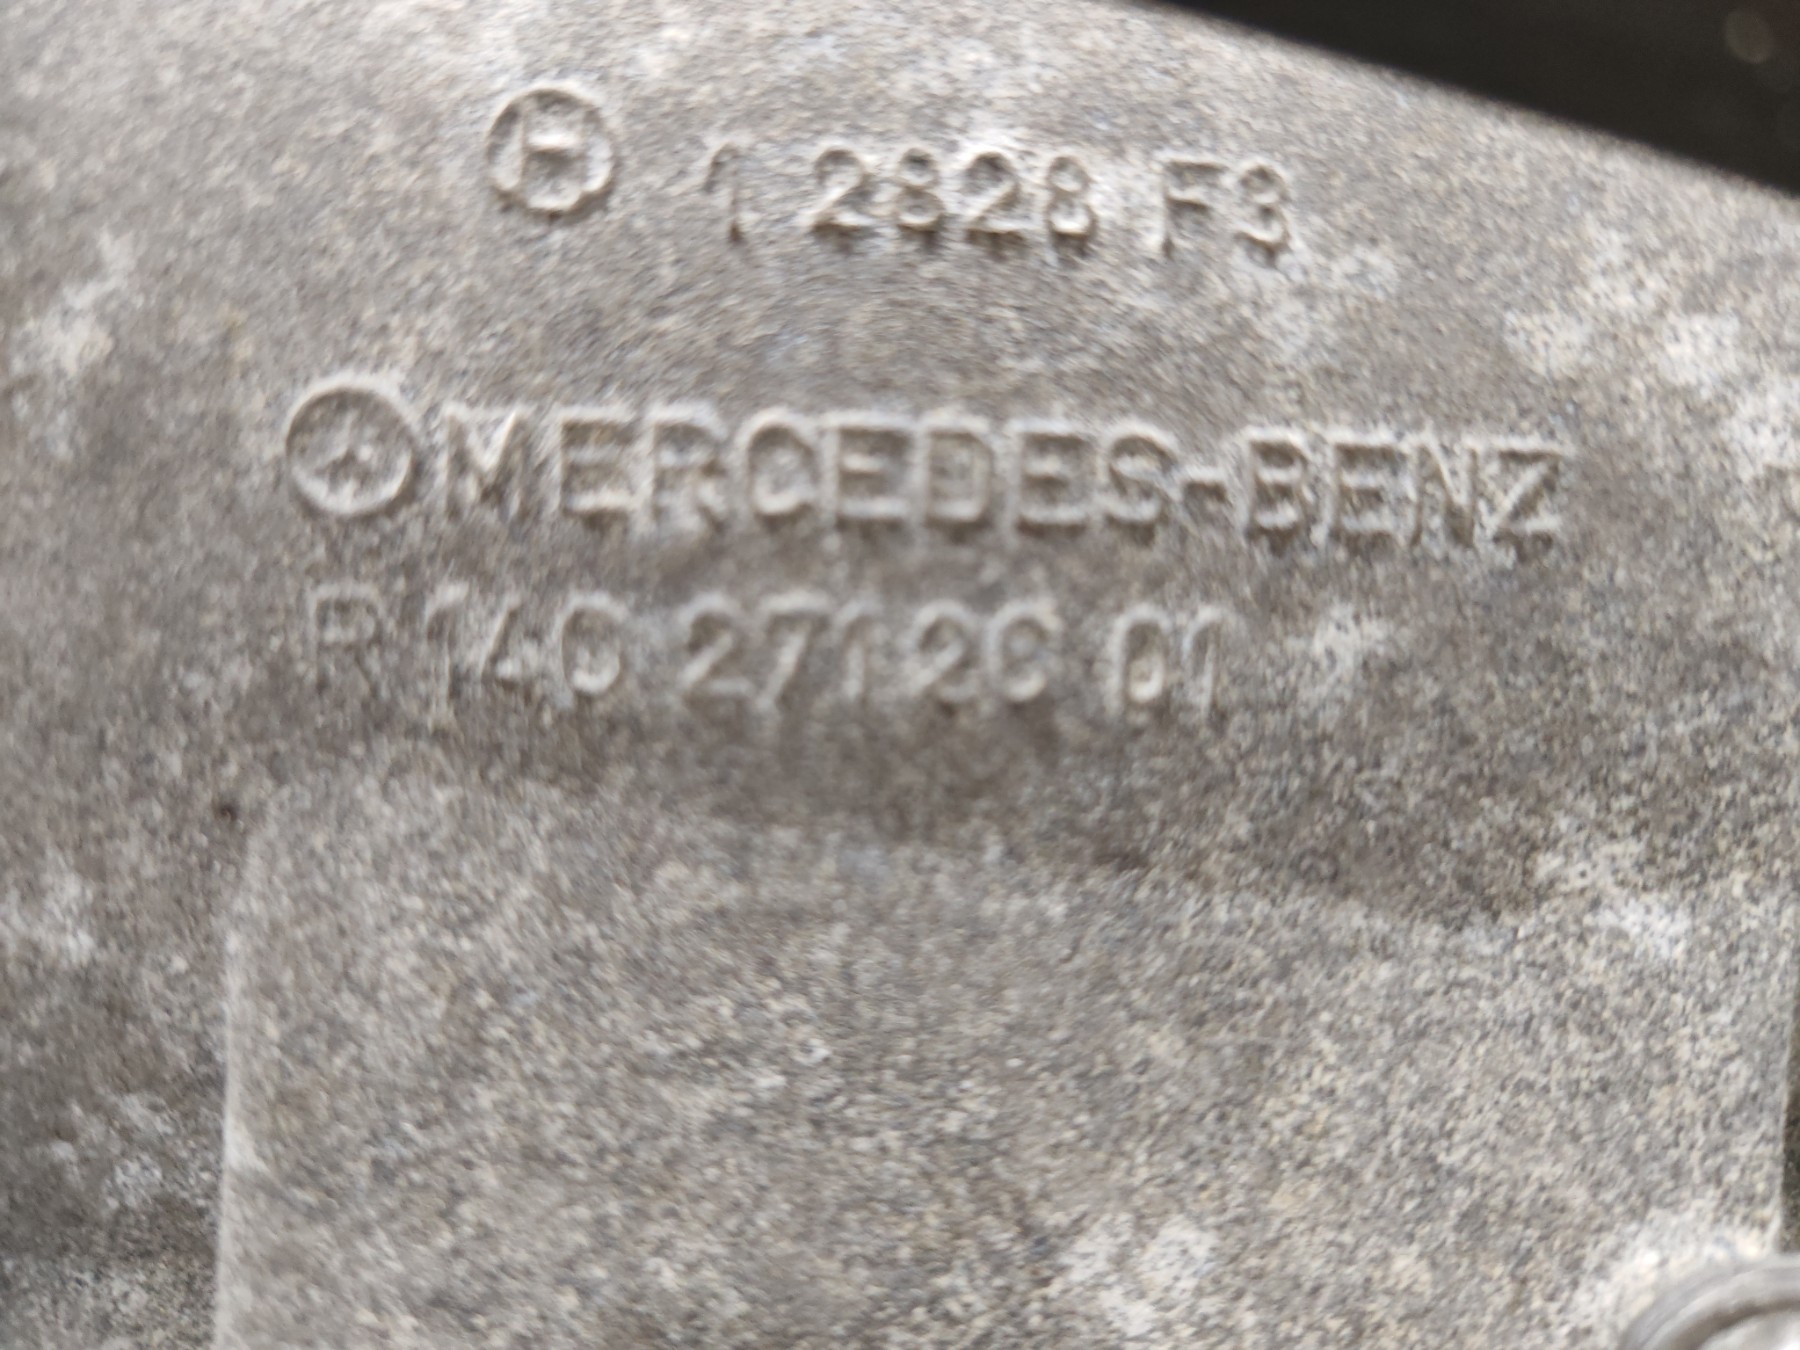 H 1 2828 F3
MERCEDES-BENZ
R 140 271 20 01